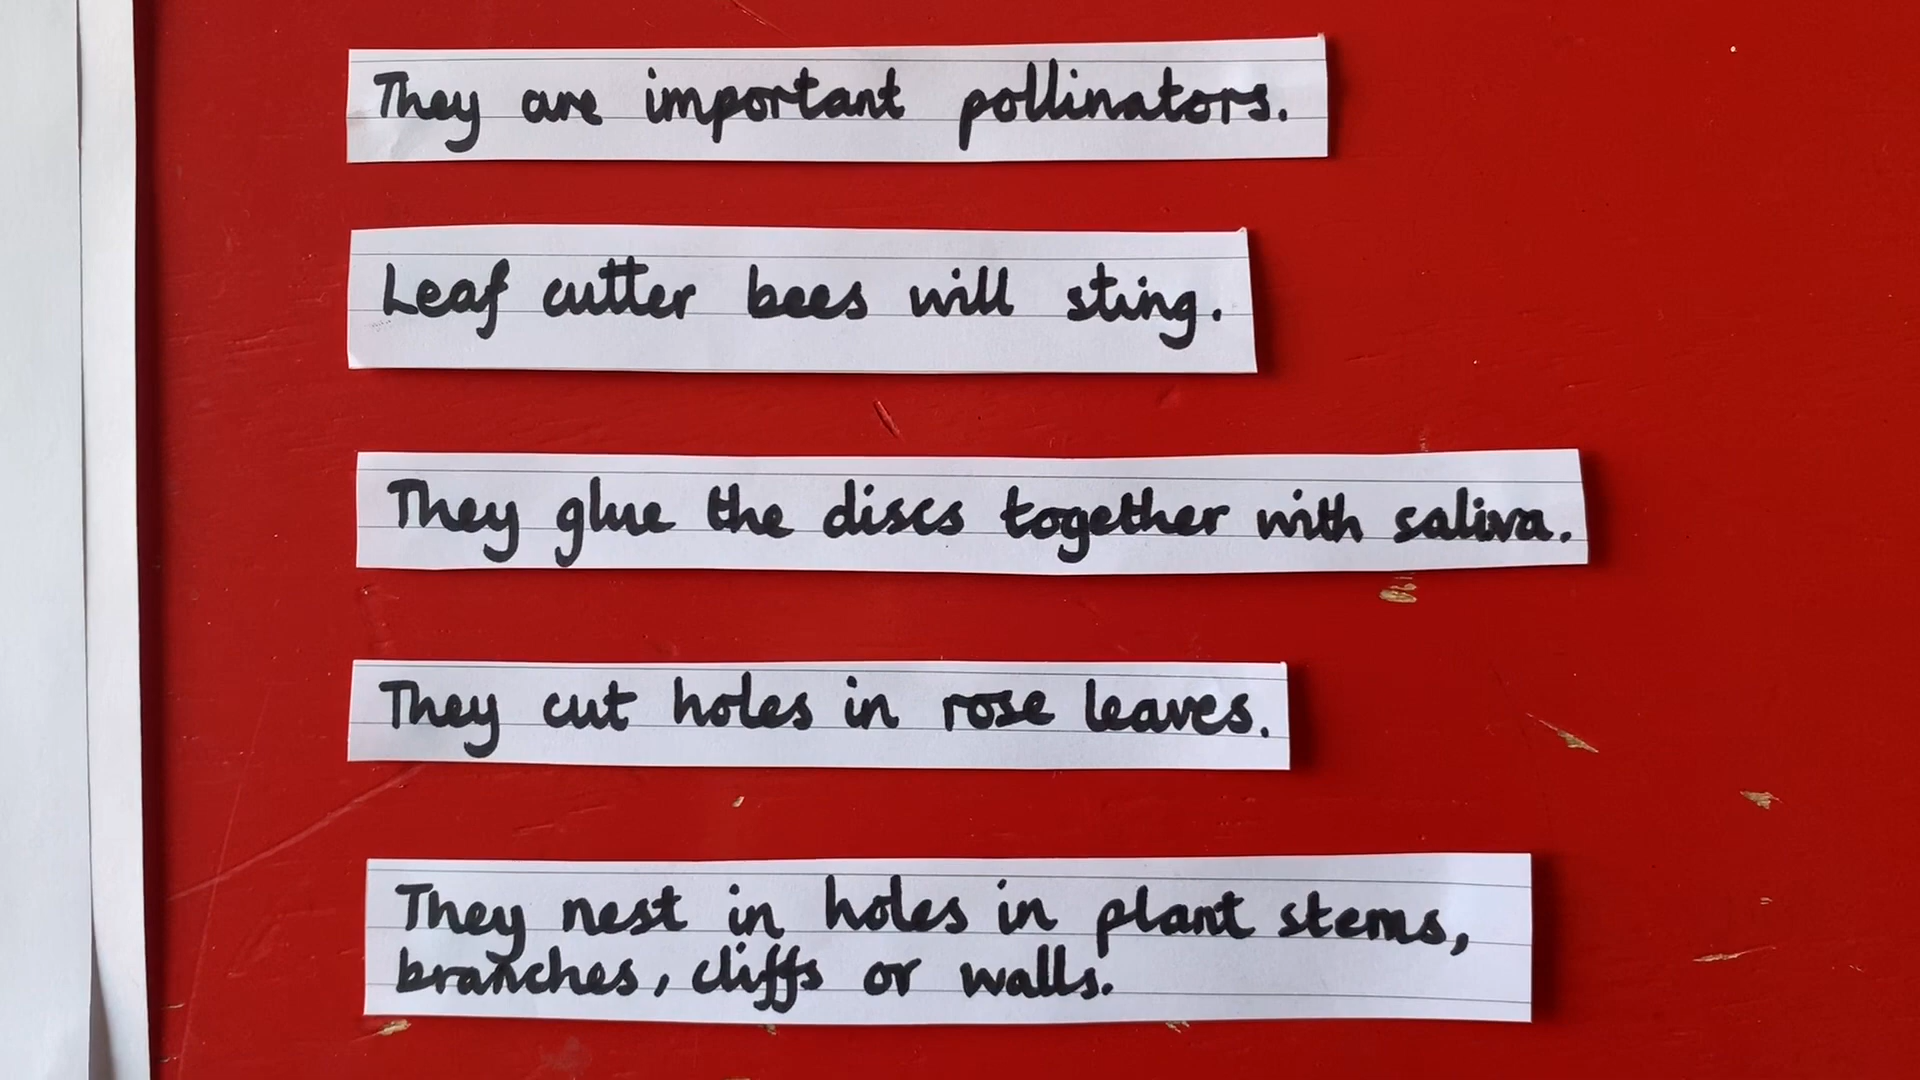 They are important pollinators.
Leaf cutter bees will sting.
They glue the discs together with saliva.
They cut holes in rose leaves.
They nest in holes in plant stems,
branches, cliffs or walls.